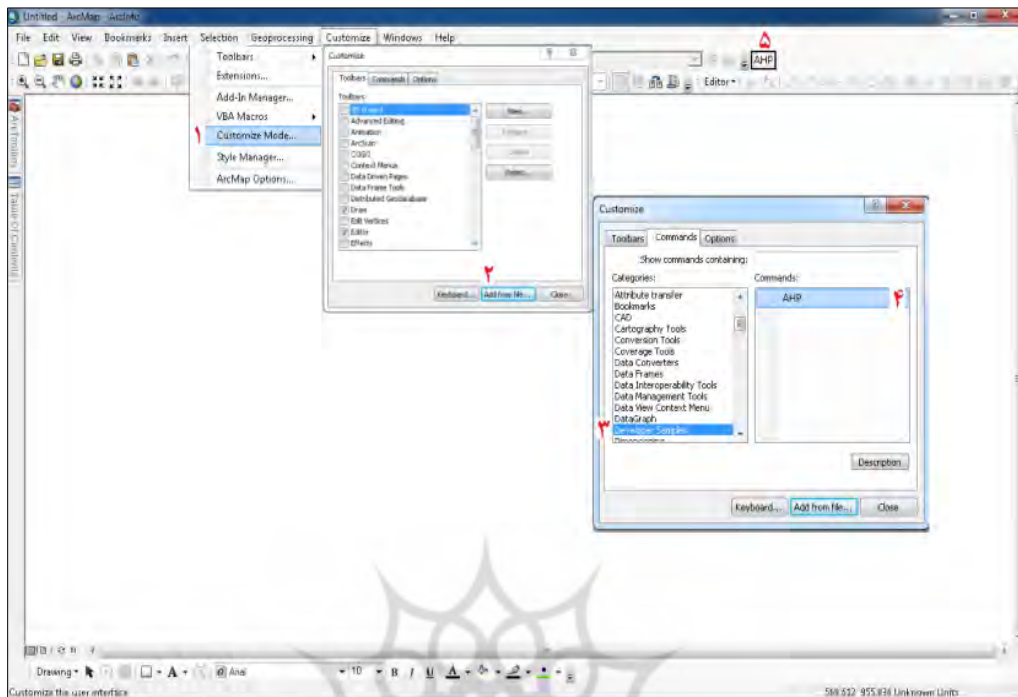 Untitled - ArcMap - ArcInfo
File Edit View Bookmarks Insert Selection Geoprocessing Customize Windows Help
Toolbars
Extensions...
Add-In Manager...
VBA Macros
۱ Customize Mode...
Style Manager...
ArcMap Options...
Customize
Toolbars Commands Options
Toolbars:
Advanced Editing
Animation
ArcScan
COGO
Context Menus
Data Driven Pages
Data Frame Tools
Distributed Geodatabase
Draw
Edit Vertices
Editor
Effects
New...
Reset...
۲
Keyboard... Add from file... Close
۵
AHP
Editor
ArcToolbox
Table Of Contents
Customize
Toolbars Commands Options
Show commands containing:
Categories:
Commands:
Attribute transfer
Bookmarks
CAD
Cartography Tools
Conversion Tools
Coverage Tools
Data Converters
Data Frames
Data Interoperability Tools
Data Management Tools
Data View Context Menu
DataGraph
۳ Developer Samples
AHP ۴
Description
Keyboard... Add from file... Close
Drawing A Arial 10 B I U A
Customize the user interface
Unknown Units